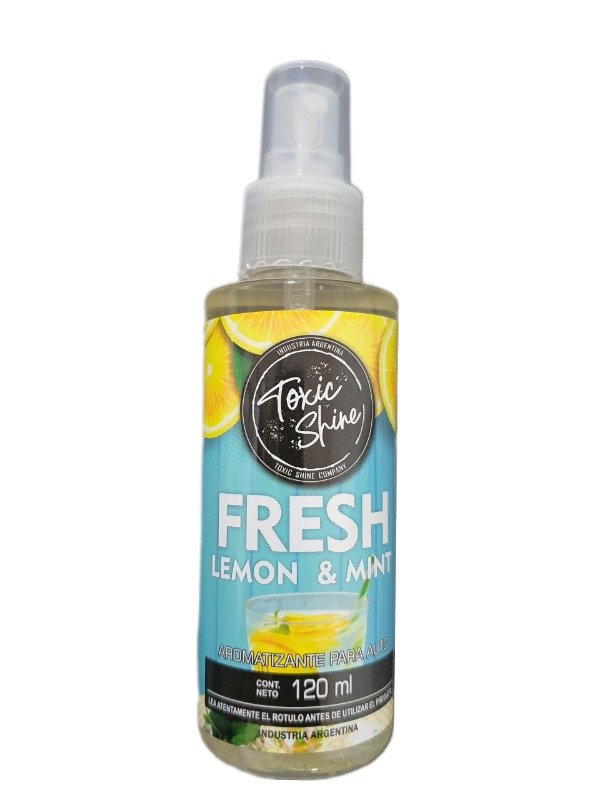 INDUSTRIA ARGENTINA
Toxic
Shine
TOXIC SHINE COMPANY
FRESH
LEMON & MINT
AROMATIZANTE PARA AUTO
CONT.
NETO 120 ml
LEA ATENTAMENTE EL ROTULO ANTES DE UTILIZAR EL PRODUCTO
INDUSTRIA ARGENTINA